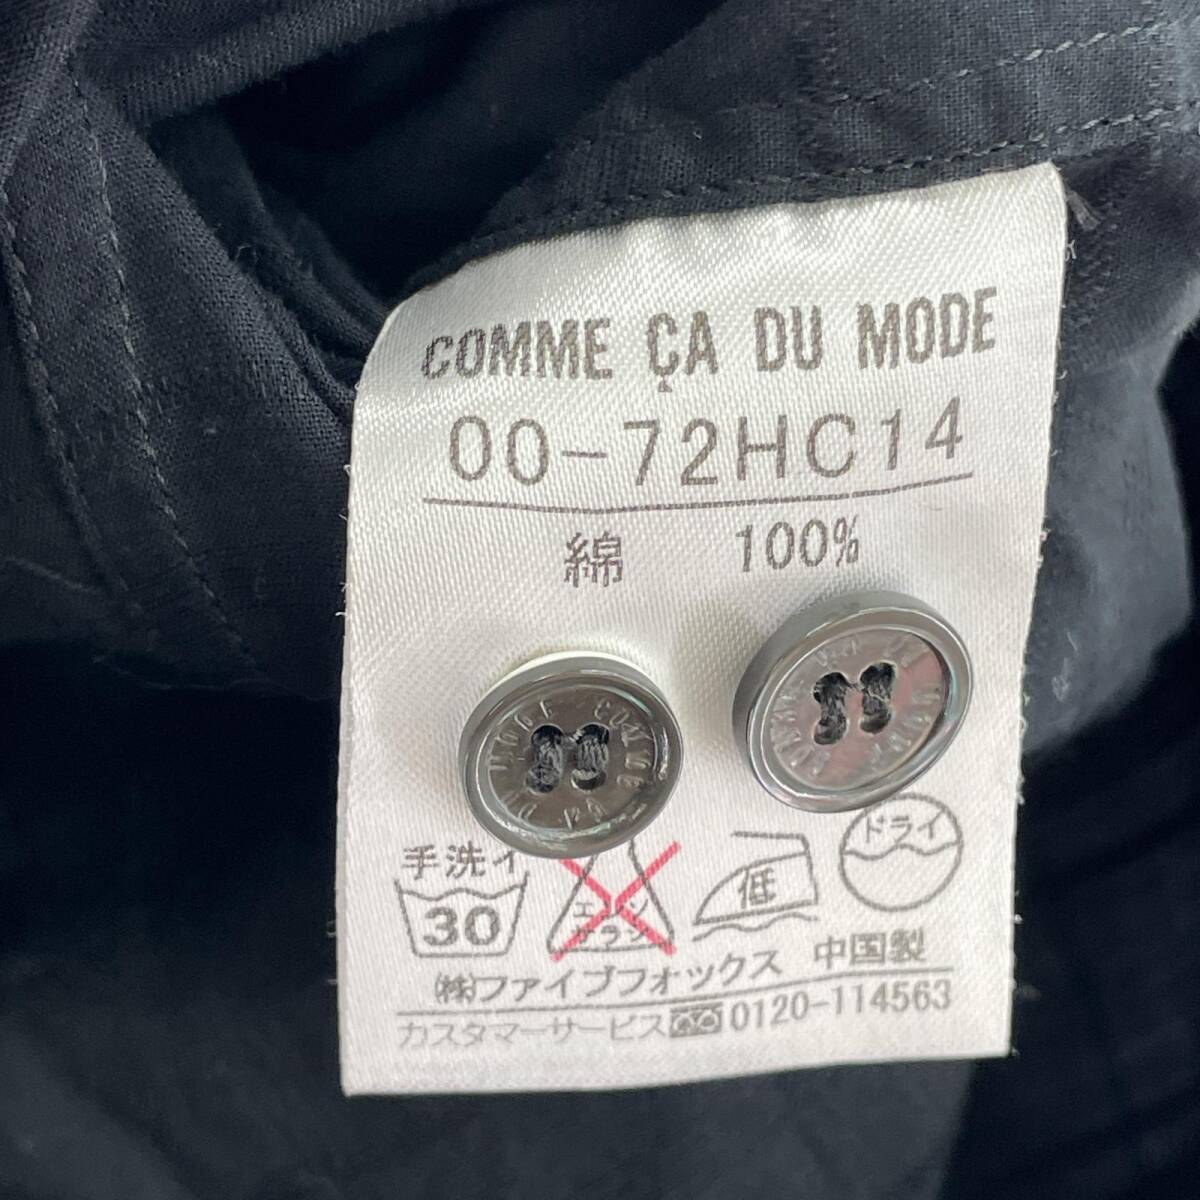 COMME ÇA DU MODE
00-72HC14
綿 100%
手洗イ
30
エンソ
サラシ
低
ドライ
(株)ファイブフォックス 中国製
カスタマーサービス 0120-114563